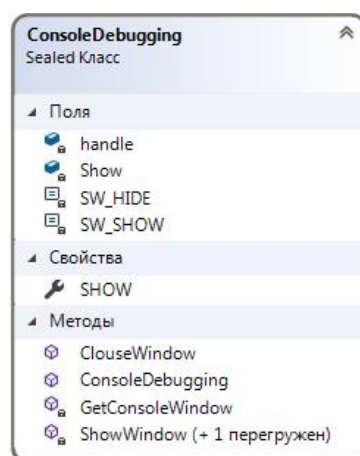 ConsoleDebugging
Sealed Класс
Поля
handle
Show
SW_HIDE
SW_SHOW
Свойства
SHOW
Методы
ClouseWindow
ConsoleDebugging
GetConsoleWindow
ShowWindow (+ 1 перегружен)